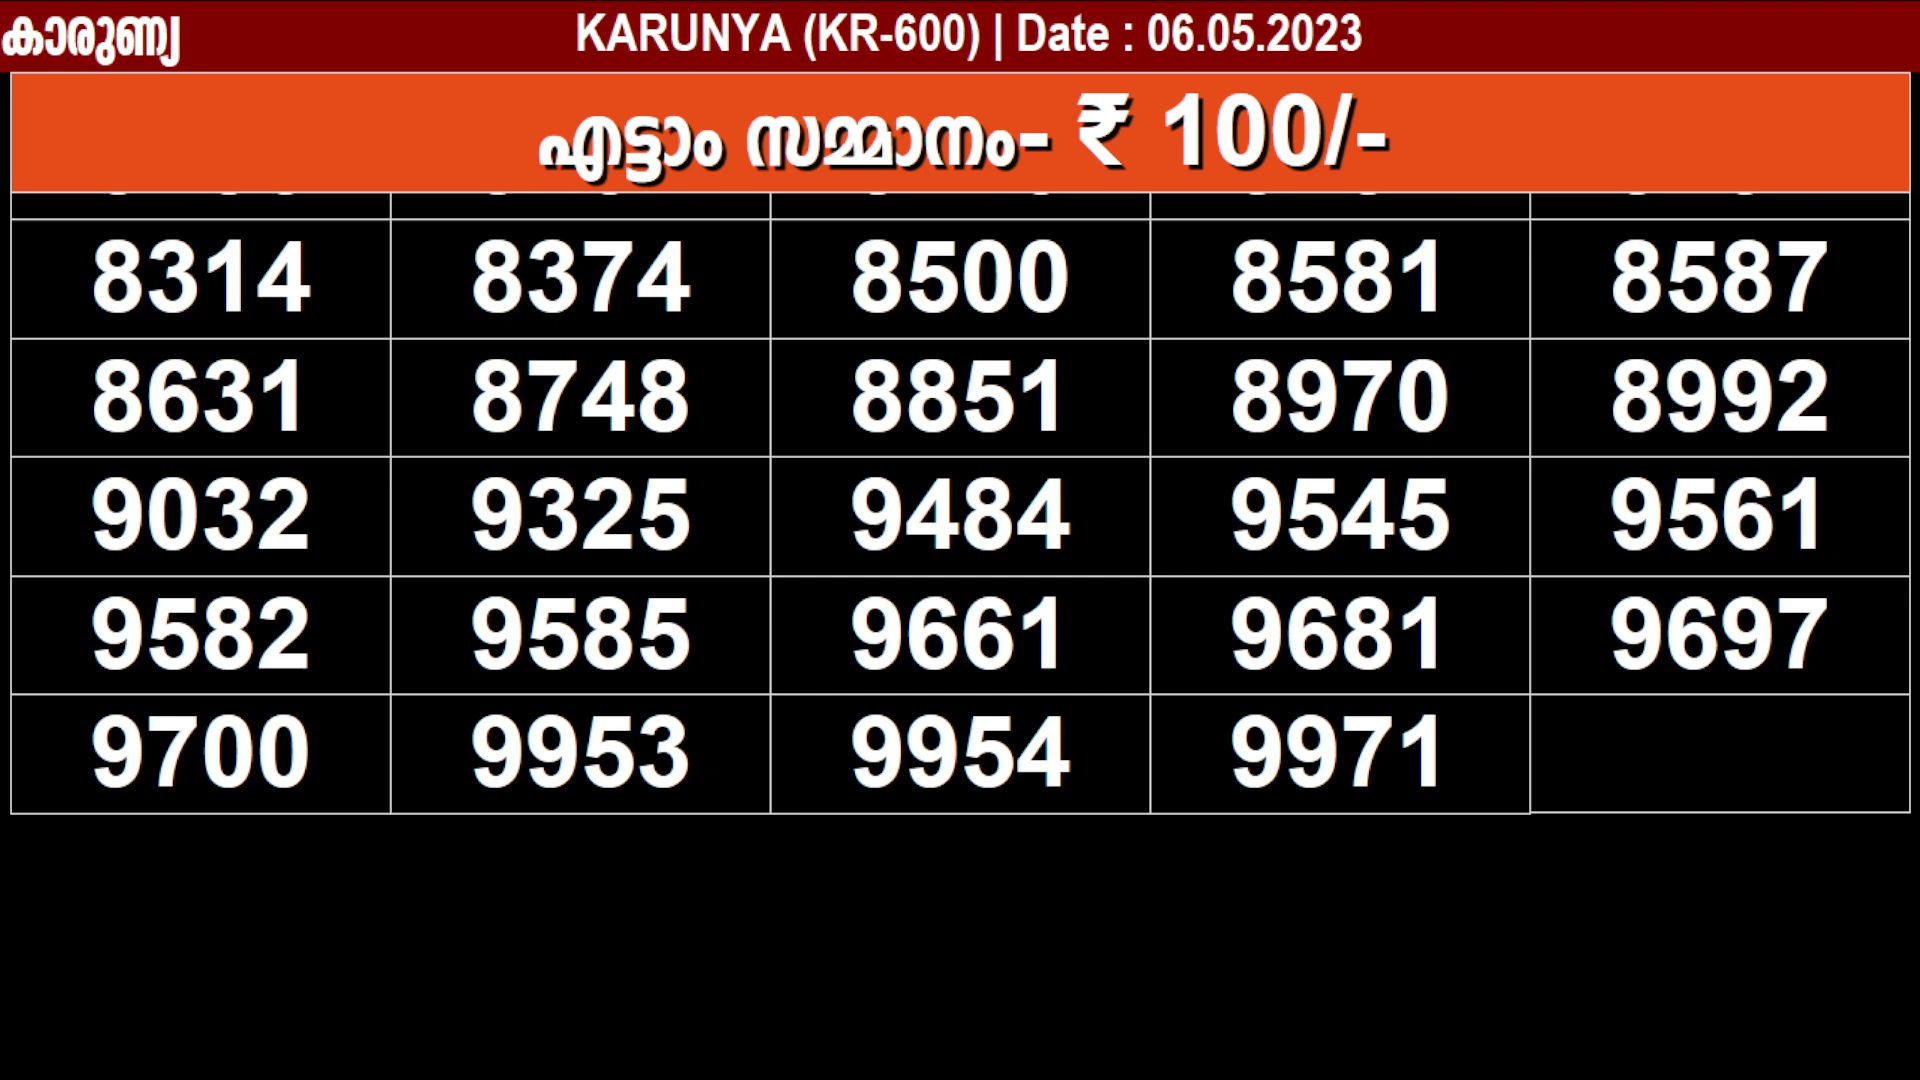 കാരുണ്യ KARUNYA (KR-600) | Date : 06.05.2023
എട്ടാം സമ്മാനം- ₹ 100/-
8314 8374 8500 8581 8587
8631 8748 8851 8970 8992
9032 9325 9484 9545 9561
9582 9585 9661 9681 9697
9700 9953 9954 9971